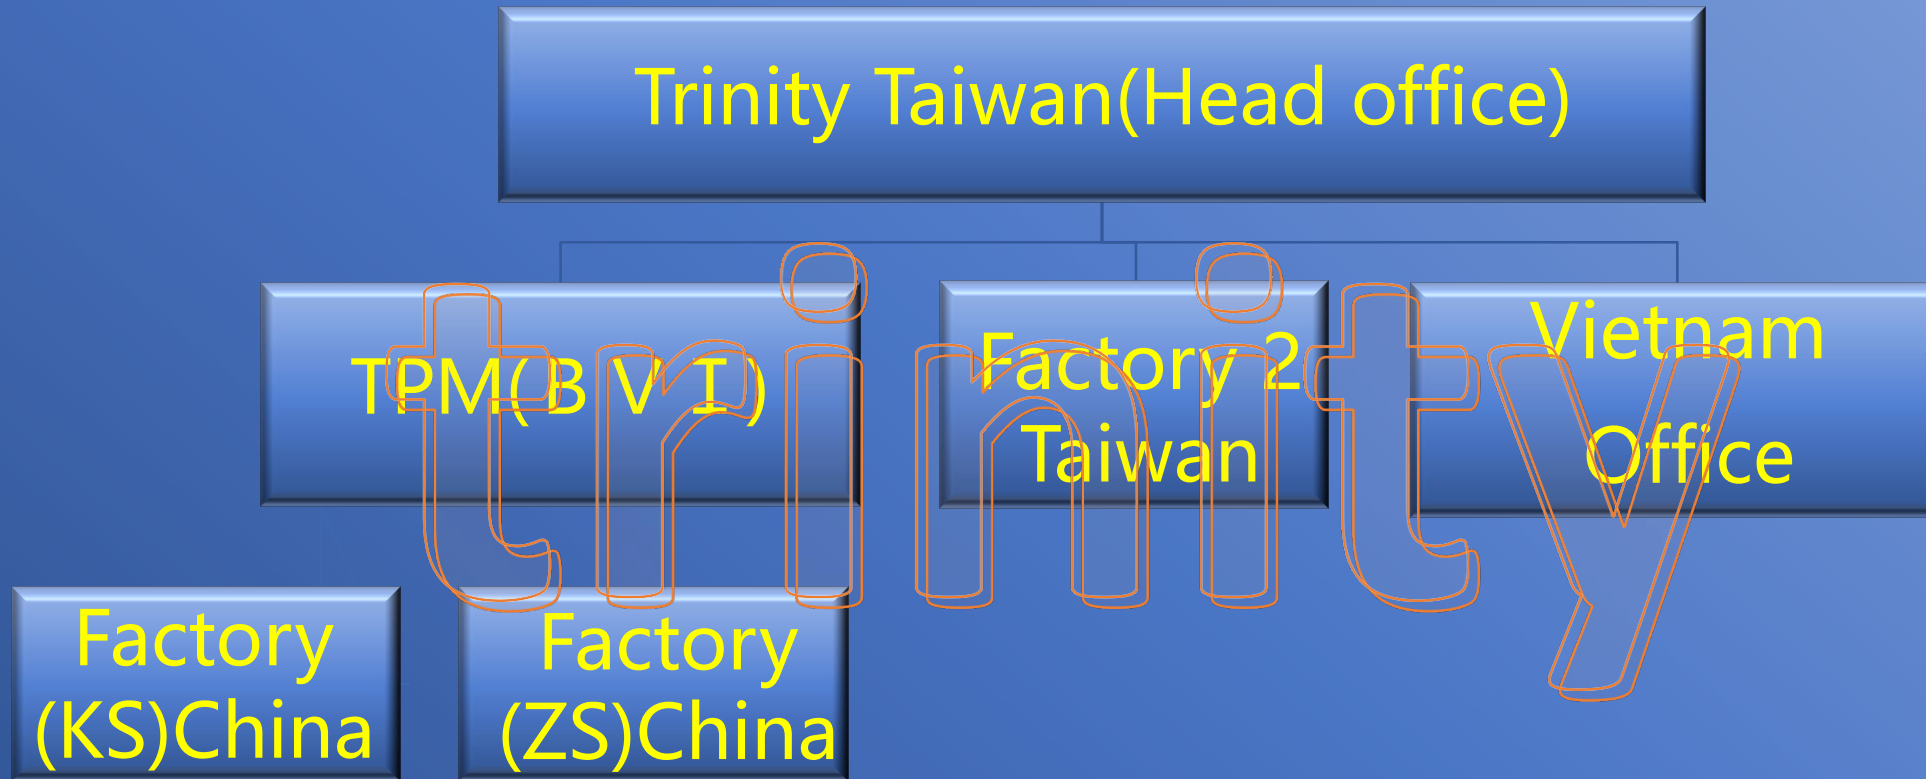 Trinity Taiwan(Head office)
TPM( B V I )
Factory 2
Taiwan
Vietnam
Office
trinity
Factory
(KS)China
Factory
(ZS)China